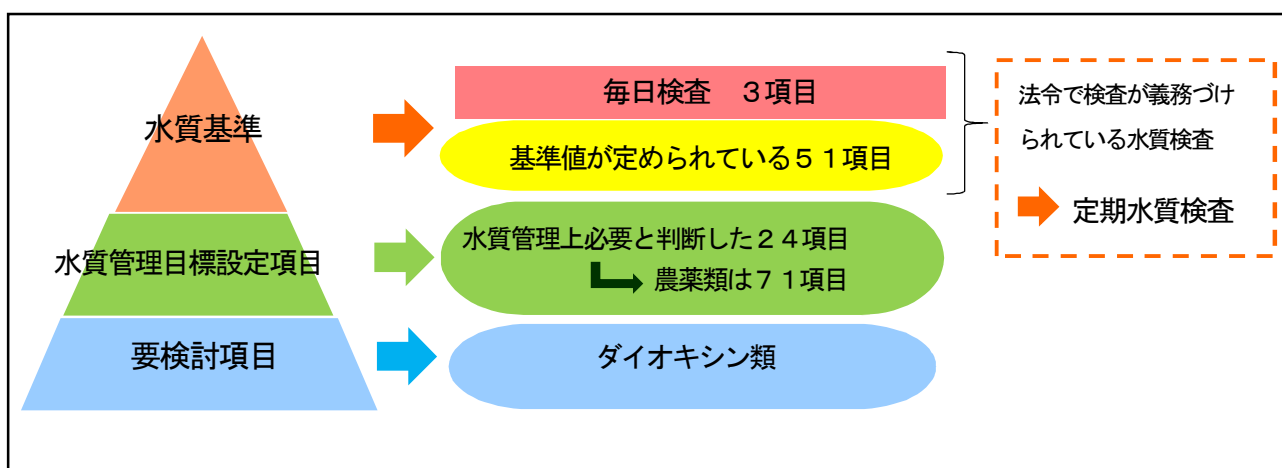 水質基準
毎日検査　３項目
基準値が定められている５１項目
法令で検査が義務づけ
られている水質検査
定期水質検査
水質管理目標設定項目
水質管理上必要と判断した２４項目
農薬類は７１項目
要検討項目
ダイオキシン類